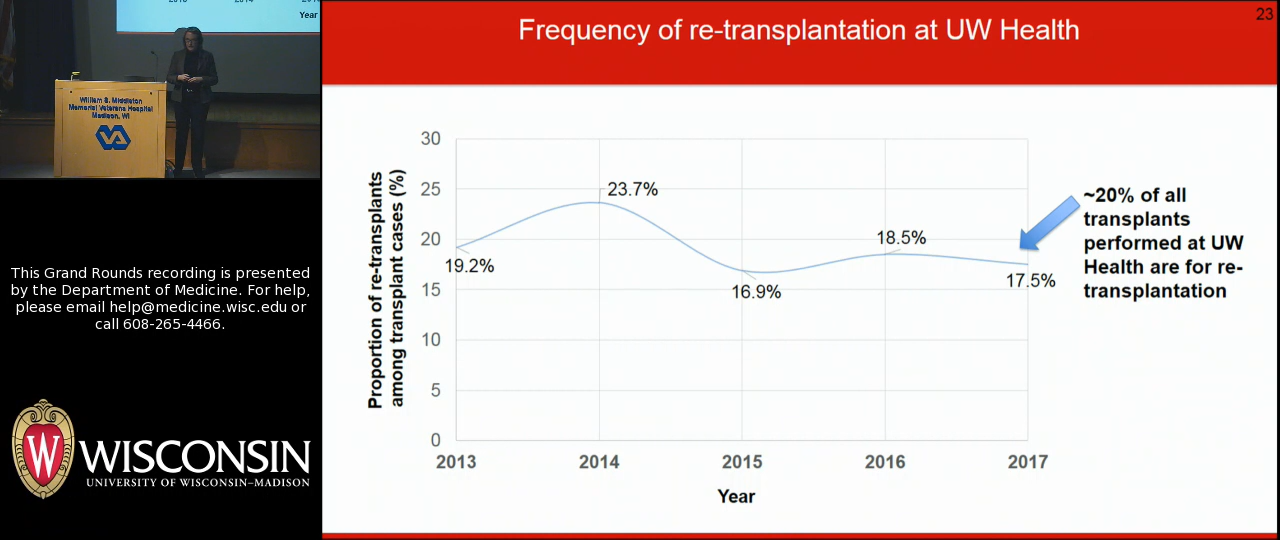 Year
William S. Middleton
Memorial Veterans Hospital
Madison, WI
VA
This Grand Rounds recording is presented
by the Department of Medicine. For help,
please email help@medicine.wisc.edu or
call 608-265-4466.
W
WISCONSIN
UNIVERSITY OF WISCONSIN–MADISON
23
Frequency of re-transplantation at UW Health
Proportion of re-transplants
among transplant cases (%)
30
25
20
15
10
5
0
19.2%
23.7%
16.9%
18.5%
17.5%
2013
2014
2015
2016
2017
Year
~20% of all
transplants
performed at UW
Health are for re-
transplantation